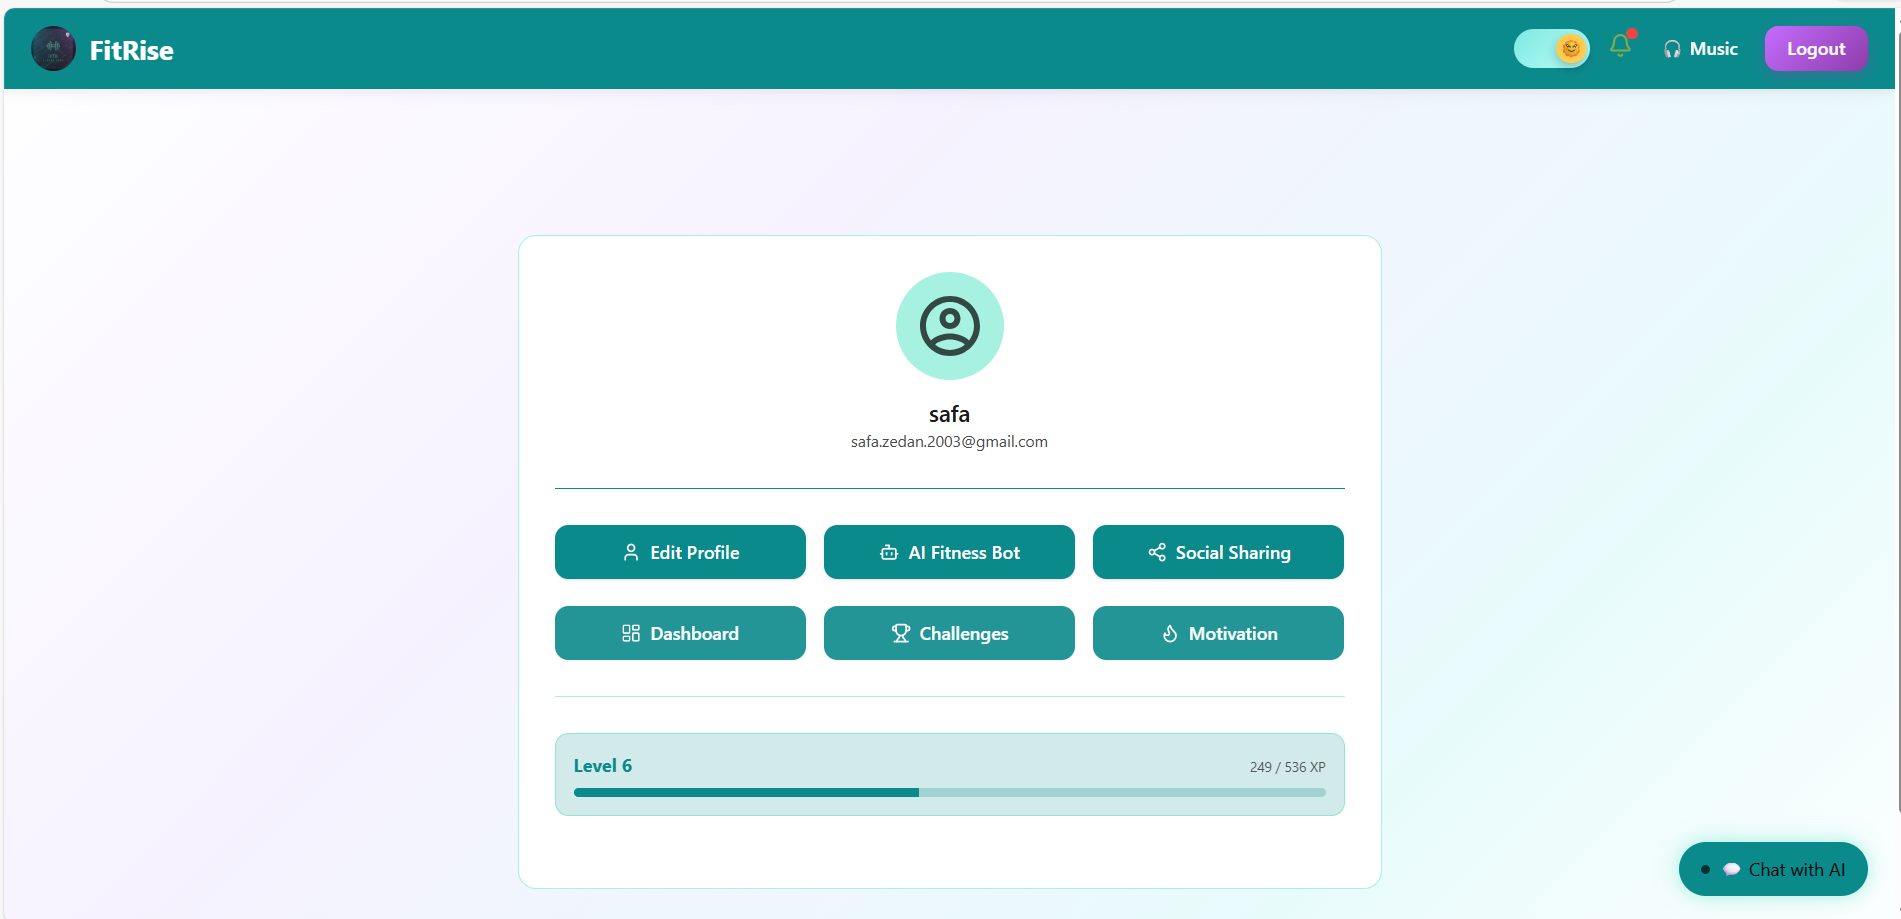 FitRise
Music
Logout
safa
safa.zedan.2003@gmail.com
Edit Profile
AI Fitness Bot
Social Sharing
Dashboard
Challenges
Motivation
Level 6
249 / 536 XP
Chat with AI